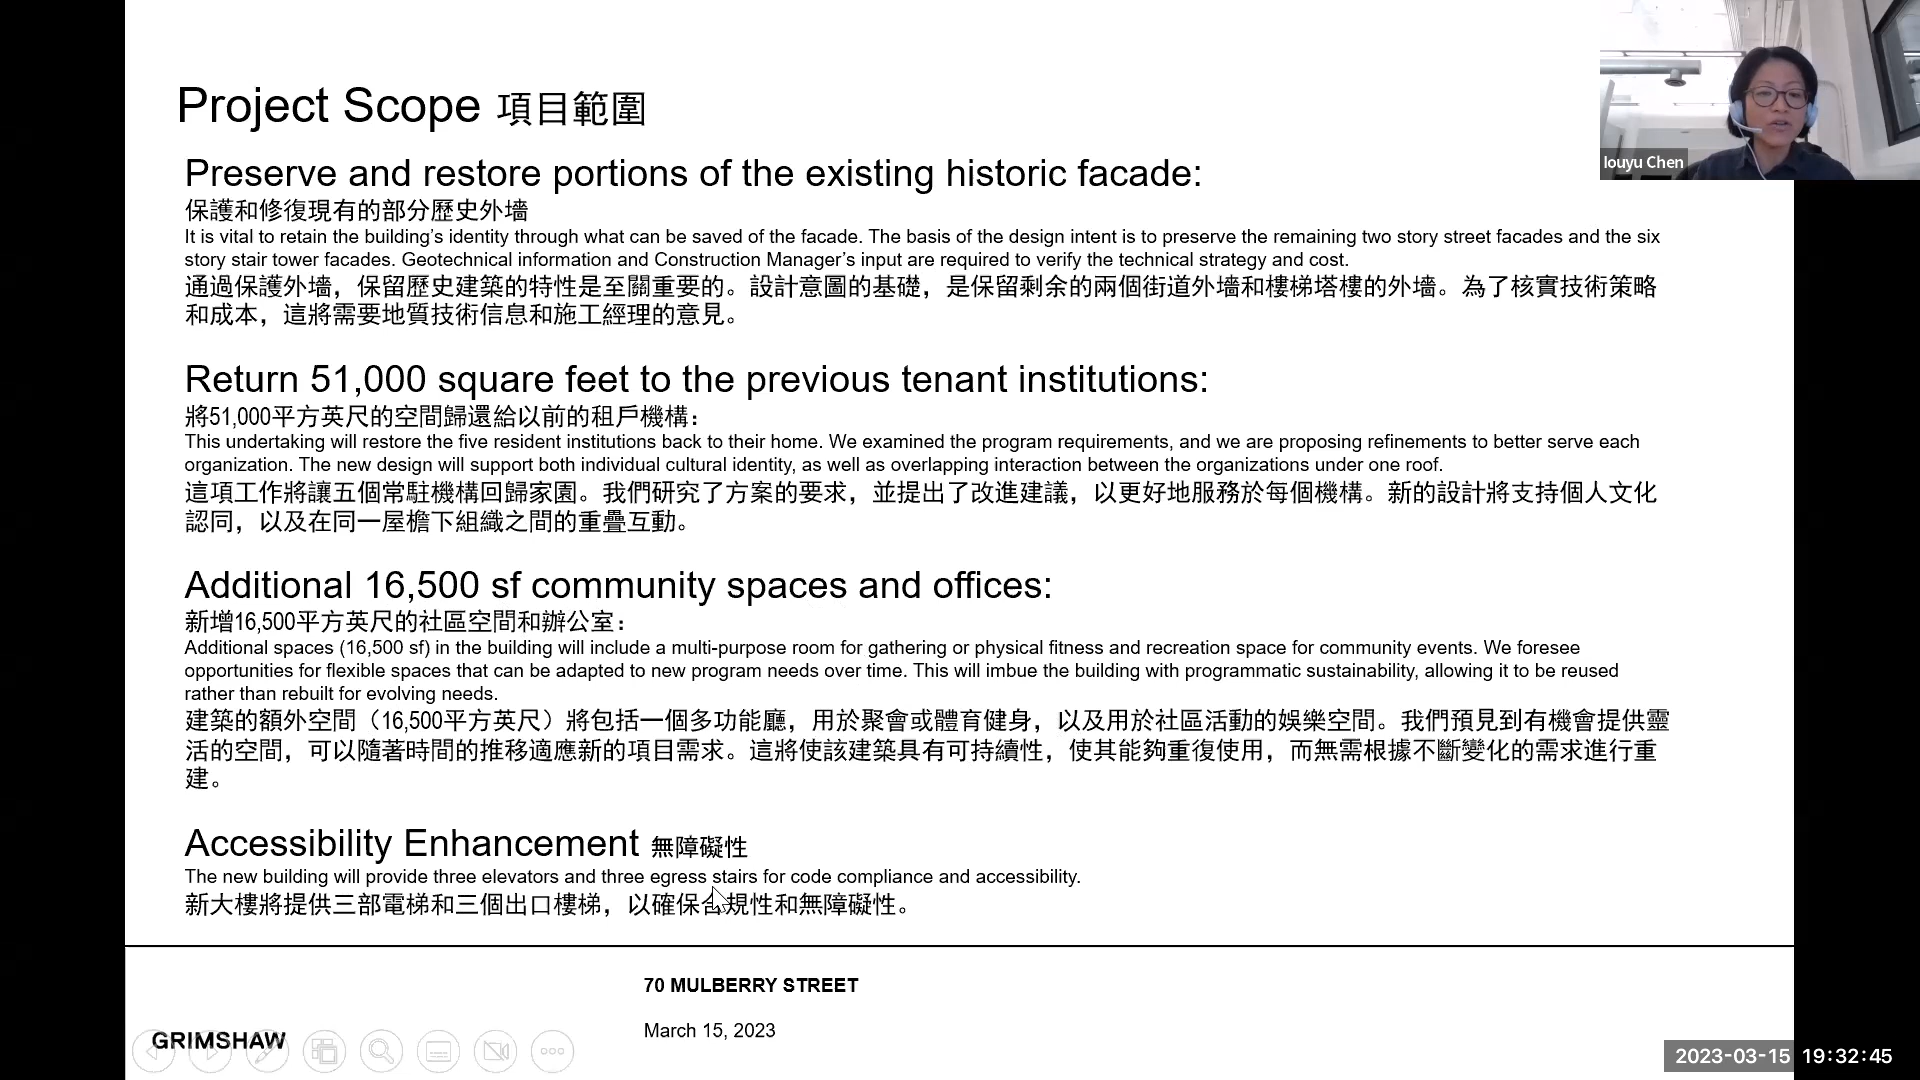 Project Scope 項目範圍
Preserve and restore portions of the existing historic facade:
保護和修復現有的部分歷史外墻
It is vital to retain the building’s identity through what can be saved of the facade. The basis of the design intent is to preserve the remaining two story street facades and the six
story stair tower facades. Geotechnical information and Construction Manager’s input are required to verify the technical strategy and cost.
通過保護外墻，保留歷史建築的特性是至關重要的。設計意圖的基礎，是保留剩余的兩個街道外墻和樓梯塔樓的外墻。為了核實技術策略
和成本，這將需要地質技術信息和施工經理的意見。
Return 51,000 square feet to the previous tenant institutions:
將51,000平方英尺的空間歸還給以前的租戶機構：
This undertaking will restore the five resident institutions back to their home. We examined the program requirements, and we are proposing refinements to better serve each
organization. The new design will support both individual cultural identity, as well as overlapping interaction between the organizations under one roof.
這項工作將讓五個常駐機構回歸家園。我們研究了方案的要求，並提出了改進建議，以更好地服務於每個機構。新的設計將支持個人文化
認同，以及在同一屋檐下組織之間的重疊互動。
Additional 16,500 sf community spaces and offices:
新增16,500平方英尺的社區空間和辦公室：
Additional spaces (16,500 sf) in the building will include a multi-purpose room for gathering or physical fitness and recreation space for community events. We foresee
opportunities for flexible spaces that can be adapted to new program needs over time. This will imbue the building with programmatic sustainability, allowing it to be reused
rather than rebuilt for evolving needs.
建築的額外空間（16,500平方英尺）將包括一個多功能廳，用於聚會或體育健身，以及用於社區活動的娛樂空間。我們預見到有機會提供靈
活的空間，可以隨著時間的推移適應新的項目需求。這將使該建築具有可持續性，使其能夠重復使用，而無需根據不斷變化的需求進行重
建。
Accessibility Enhancement 無障礙性
The new building will provide three elevators and three egress stairs for code compliance and accessibility.
新大樓將提供三部電梯和三個出口樓梯，以確保合規性和無障礙性。
70 MULBERRY STREET
March 15, 2023
GRIMSHAW
Iouyu Chen
2023-03-15 19:32:45